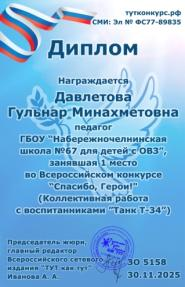 тутконкурс.рф
СМИ: Эл № ФС77-89835
Диплом
Награждается
Давлетова
Гульнар Минахметовна
педагог
ГБОУ "Набережночелнинская
школа №67 для детей с ОВЗ",
занявшая 1 место
во Всероссийском конкурсе
"Спасибо, Герои!"
(Коллективная работа
с воспитанниками "Танк Т-34")
Председатель жюри,
главный редактор
Всероссийского сетевого
издания "ТУТ как тут"
Иванова А. А.
ЗО 5158
30.11.2025